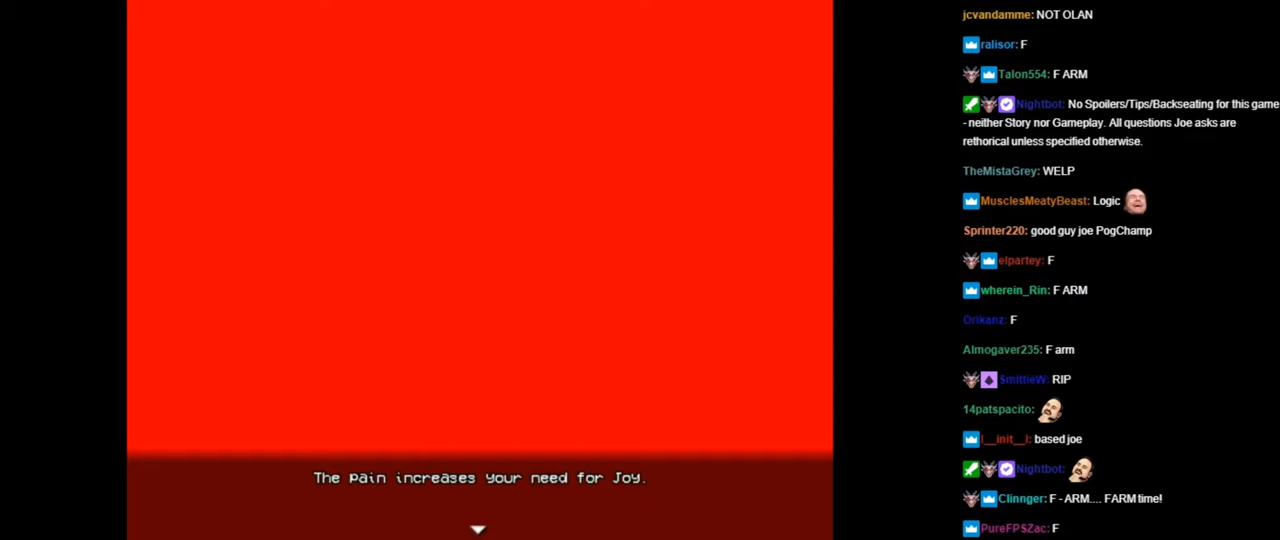 The pain increases your need for Joy.
jcvandamme: NOT OLAN
ralisor: F
Talon554: F ARM
Nightbot: No Spoilers/Tips/Backseating for this game
- neither Story nor Gameplay. All questions Joe asks are
rethorical unless specified otherwise.
TheMistaGrey: WELP
MusclesMeatyBeast: Logic
Sprinter220: good guy joe PogChamp
elpartey: F
wherein_Rin: F ARM
Orikanz: F
Almogaver235: F arm
SmittieW: RIP
14patspacito:
I__init__I: based joe
Nightbot:
Clinnger: F - ARM.... FARM time!
PureFPSZac: F